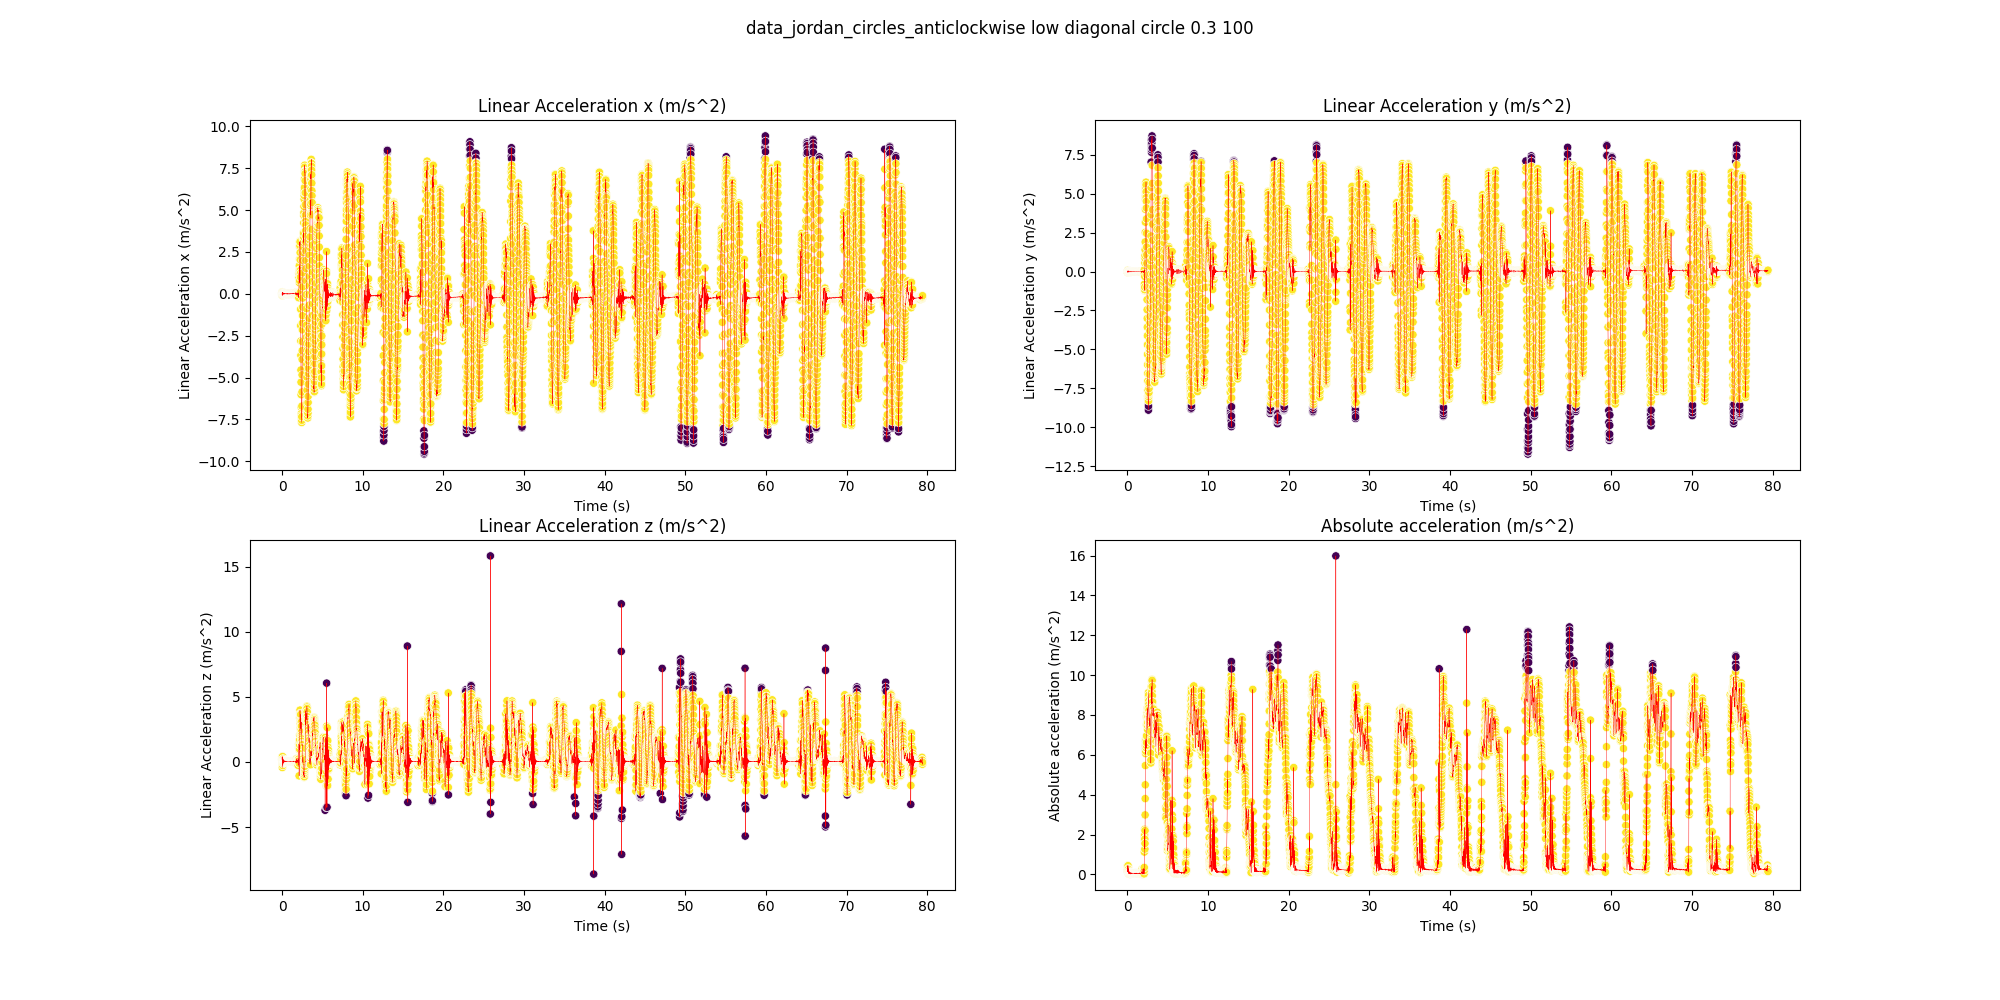 data_jordan_circles_anticlockwise low diagonal circle 0.3 100
Linear Acceleration x (m/s^2)
Linear Acceleration x (m/s^2)
10.0
7.5
5.0
2.5
0.0
−2.5
−5.0
−7.5
−10.0
0 10 20 30 40 50 60 70 80
Time (s)
Linear Acceleration y (m/s^2)
Linear Acceleration y (m/s^2)
7.5
5.0
2.5
0.0
−2.5
−5.0
−7.5
−10.0
−12.5
0 10 20 30 40 50 60 70 80
Time (s)
Linear Acceleration z (m/s^2)
Linear Acceleration z (m/s^2)
15
10
5
0
−5
0 10 20 30 40 50 60 70 80
Time (s)
Absolute acceleration (m/s^2)
Absolute acceleration (m/s^2)
16
14
12
10
8
6
4
2
0
0 10 20 30 40 50 60 70 80
Time (s)